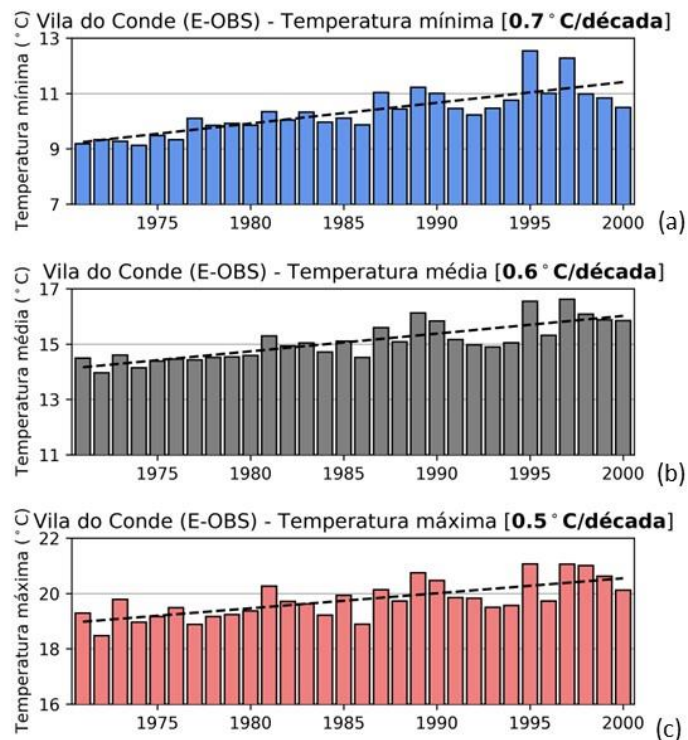 Vila do Conde (E-OBS) - Temperatura mínima [0.7°C/década]
Temperatura mínima (°C)
13
11
9
7
1975 1980 1985 1990 1995 2000
(a)
Vila do Conde (E-OBS) - Temperatura média [0.6°C/década]
Temperatura média (°C)
17
15
13
11
1975 1980 1985 1990 1995 2000
(b)
Vila do Conde (E-OBS) - Temperatura máxima [0.5°C/década]
Temperatura máxima (°C)
22
20
18
16
1975 1980 1985 1990 1995 2000
(c)